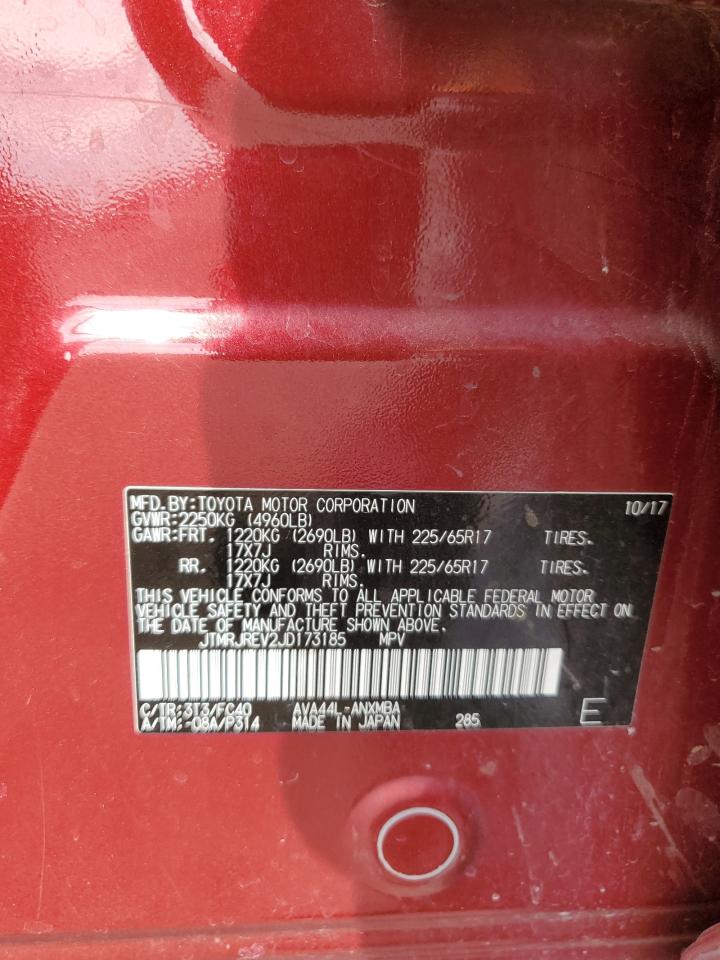 MFD.BY:TOYOTA MOTOR CORPORATION 10/17
GVWR:2250KG (4960LB)
GAWR:FRT. 1220KG (2690LB) WITH 225/65R17 TIRES.
17X7J RIMS.
RR. 1220KG (2690LB) WITH 225/65R17 TIRES.
17X7J RIMS.
THIS VEHICLE CONFORMS TO ALL APPLICABLE FEDERAL MOTOR
VEHICLE SAFETY AND THEFT PREVENTION STANDARDS IN EFFECT ON
THE DATE OF MANUFACTURE SHOWN ABOVE.
JTMRJREV2JD173185 MPV
C/TR:3T3/FC40 AVA44L-ANXMBA
A/TM:-08A/P314 MADE IN JAPAN 285 E